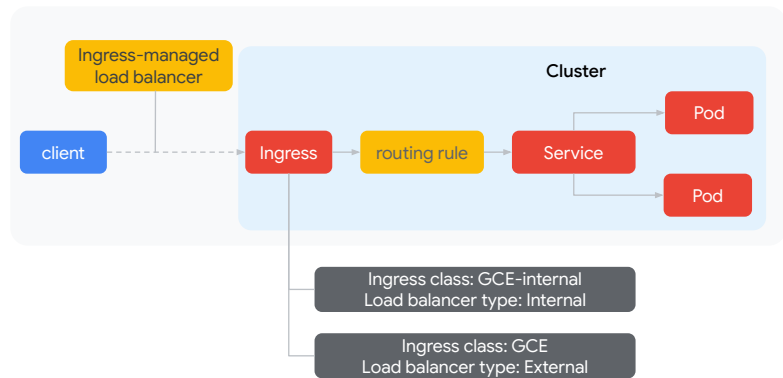 Ingress-managed
load balancer
Cluster
client
Ingress
routing rule
Service
Pod
Pod
Ingress class: GCE-internal
Load balancer type: Internal
Ingress class: GCE
Load balancer type: External